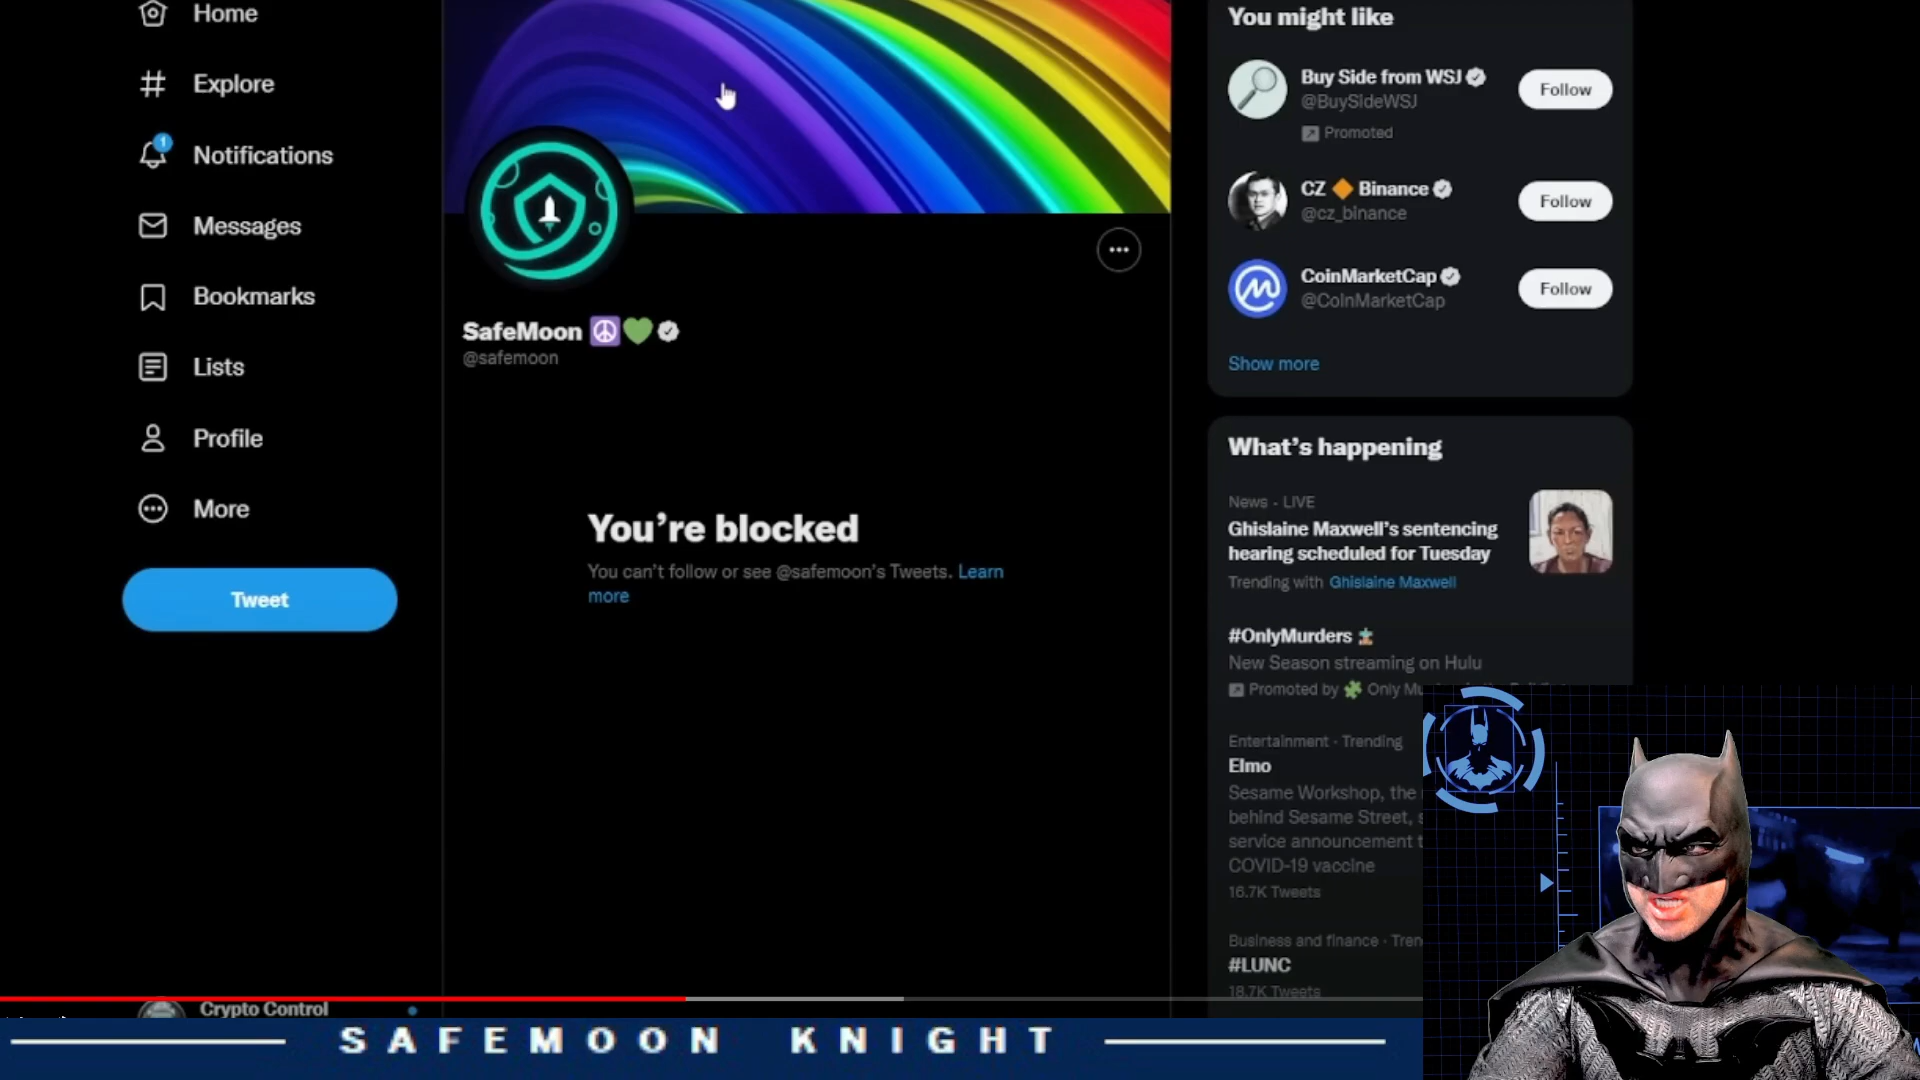 Home
Explore
1
Notifications
Messages
Bookmarks
Lists
Profile
More
Tweet
Crypto Control
SafeMoon
@safemoon
You're blocked
You can't follow or see @safemoon's Tweets. Learn
more
You might like
Buy Side from WSJ
@BuySideWSJ
Promoted
Follow
CZ 🔶 Binance
@cz_binance
Follow
CoinMarketCap
@CoinMarketCap
Follow
Show more
What's happening
News · LIVE
Ghislaine Maxwell's sentencing
hearing scheduled for Tuesday
Trending with Ghislaine Maxwell
#OnlyMurders
New Season streaming on Hulu
Promoted by Only
Entertainment · Trending
Elmo
Sesame Workshop, the
behind Sesame Street,
service announcement
COVID-19 vaccine
16.7K Tweets
Business and finance ·
#LUNC
18.7K Tweets
SAFEMOON KNIGHT